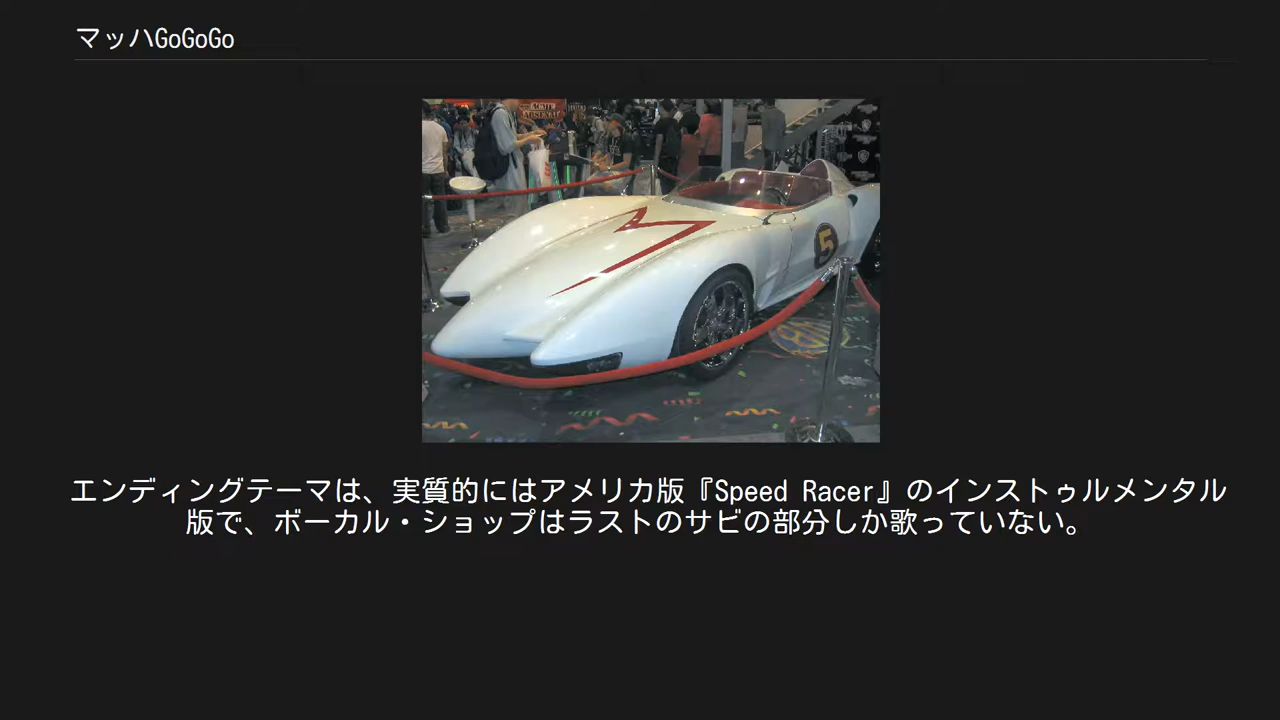 マッハGoGoGo
5
エンディングテーマは、実質的にはアメリカ版『Speed Racer』のインストゥルメンタル
版で、ボーカル・ショップはラストのサビの部分しか歌っていない。